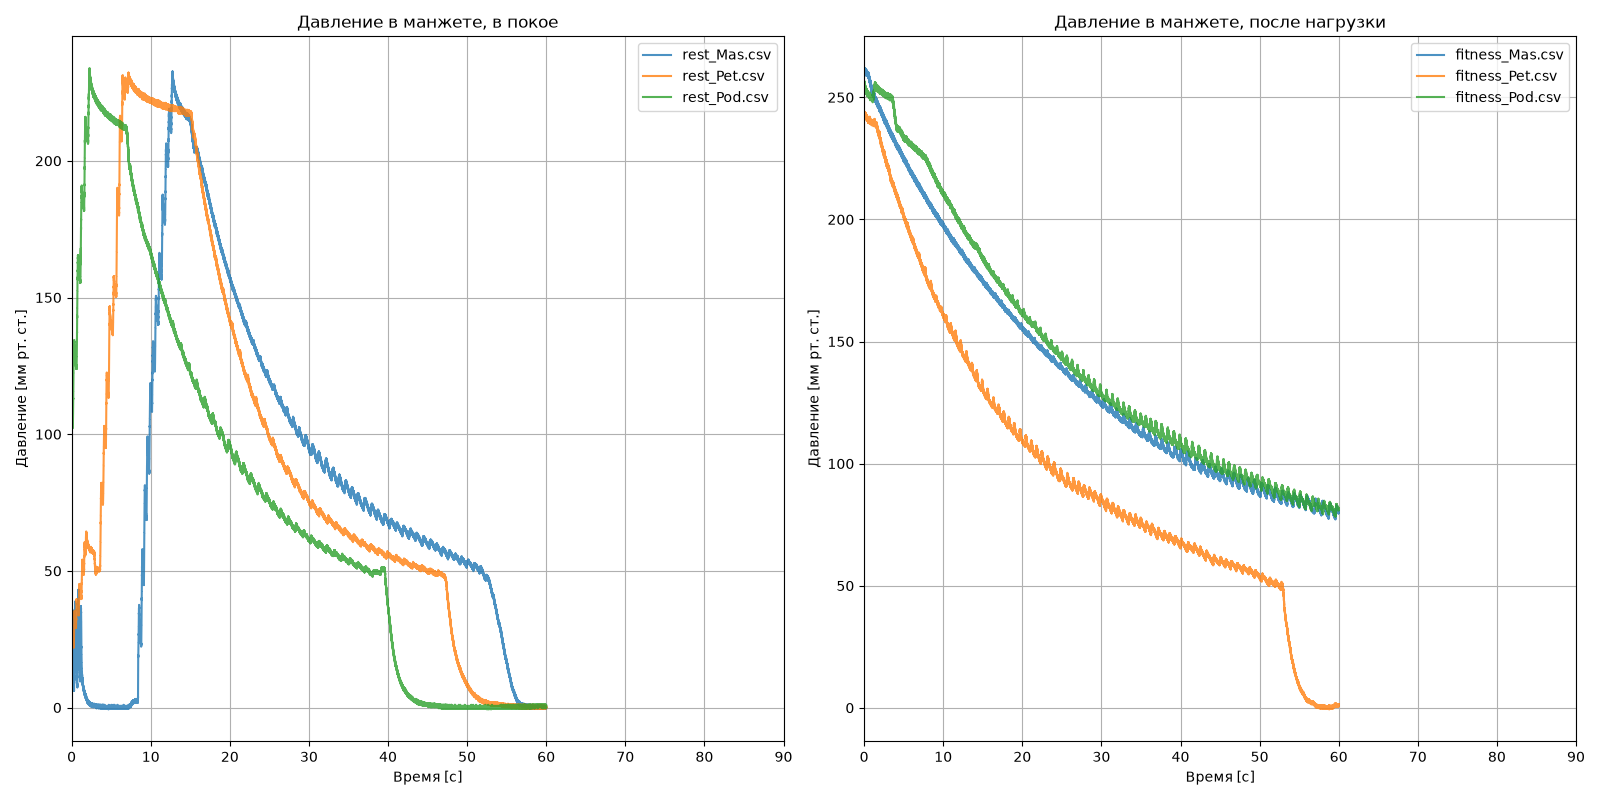 Давление в манжете, в покое
rest_Mas.csv
rest_Pet.csv
rest_Pod.csv
Давление [мм рт. ст.]
200
150
100
50
0
0 10 20 30 40 50 60 70 80 90
Время [с]
Давление в манжете, после нагрузки
fitness_Mas.csv
fitness_Pet.csv
fitness_Pod.csv
Давление [мм рт. ст.]
250
200
150
100
50
0
0 10 20 30 40 50 60 70 80 90
Время [с]